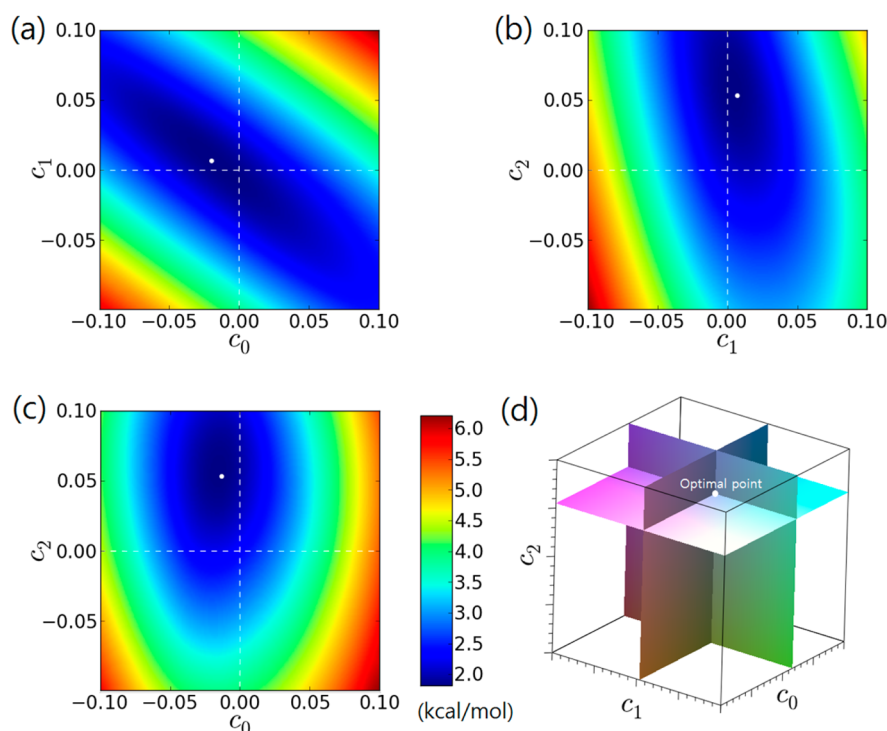 (a)
0.10
0.05
0.00
−0.05
c₁
−0.10 −0.05 0.00 0.05 0.10
c₀
(b)
0.10
0.05
0.00
−0.05
c₂
−0.10 −0.05 0.00 0.05 0.10
c₁
(c)
0.10
0.05
0.00
−0.05
c₂
−0.10 −0.05 0.00 0.05 0.10
c₀
6.0
5.5
5.0
4.5
4.0
3.5
3.0
2.5
2.0
(kcal/mol)
(d)
Optimal point
c₂
c₁
c₀